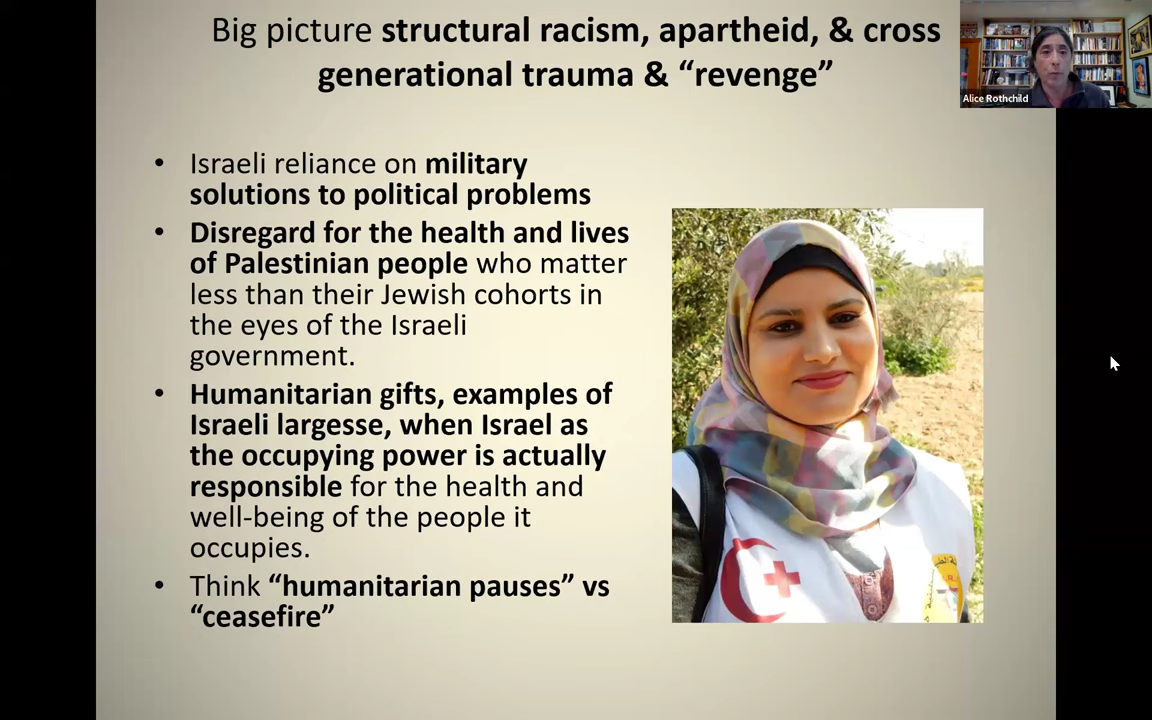 Big picture structural racism, apartheid, & cross
generational trauma & “revenge”
Alice Rothchild
• Israeli reliance on military
solutions to political problems
• Disregard for the health and lives
of Palestinian people who matter
less than their Jewish cohorts in
the eyes of the Israeli
government.
• Humanitarian gifts, examples of
Israeli largesse, when Israel as
the occupying power is actually
responsible for the health and
well-being of the people it
occupies.
• Think “humanitarian pauses” vs
“ceasefire”